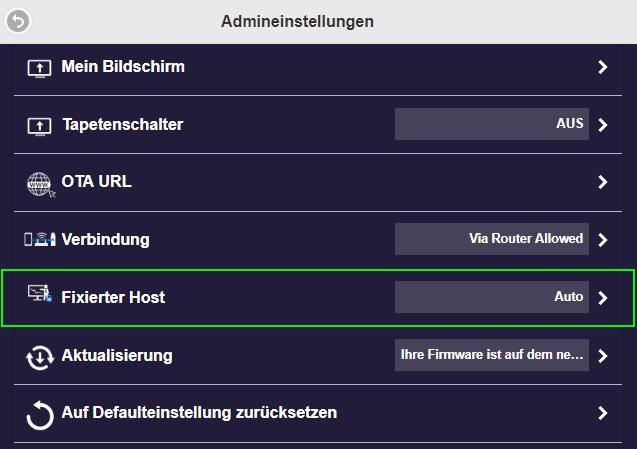 Admineinstellungen
Mein Bildschirm
Tapetenschalter AUS
OTA URL
Verbindung Via Router Allowed
Fixierter Host Auto
Aktualisierung Ihre Firmware ist auf dem ne...
Auf Defaulteinstellung zurücksetzen